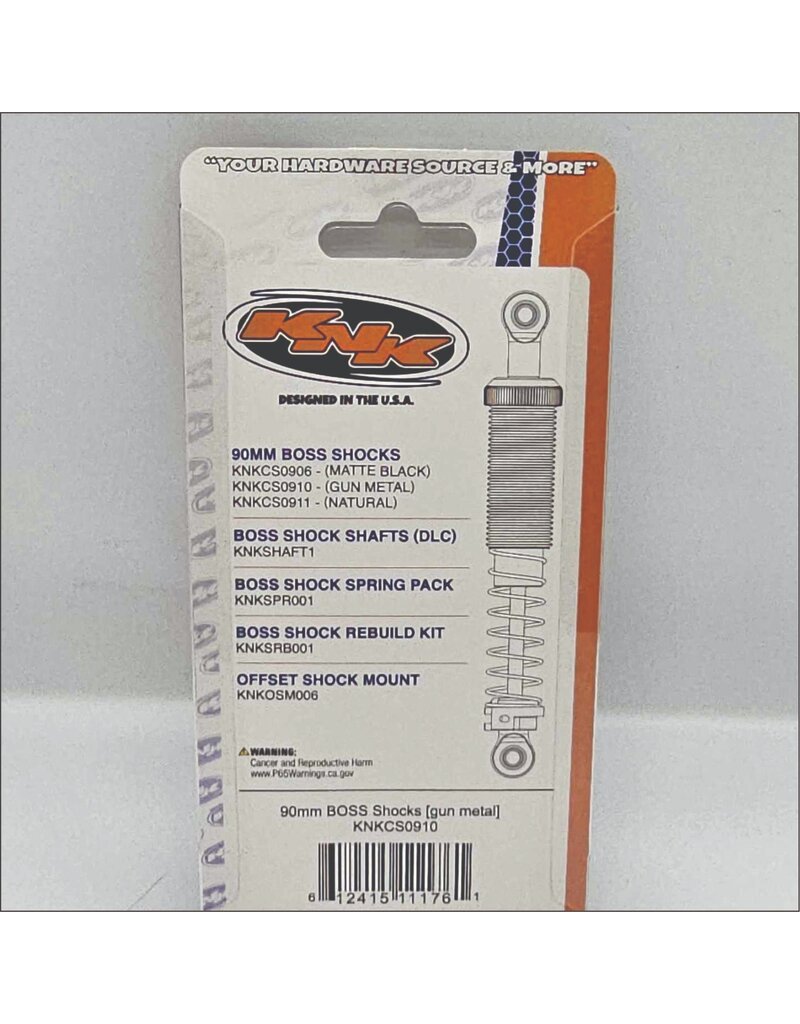 "YOUR HARDWARE SOURCE & MORE"
KNK
DESIGNED IN THE U.S.A.
90MM BOSS SHOCKS
KNKCS0906 - (MATTE BLACK)
KNKCS0910 - (GUN METAL)
KNKCS0911 - (NATURAL)
BOSS SHOCK SHAFTS (DLC)
KNKSHAFT1
BOSS SHOCK SPRING PACK
KNKSPR001
BOSS SHOCK REBUILD KIT
KNKSRB001
OFFSET SHOCK MOUNT
KNKOSM006
⚠WARNING:
Cancer and Reproductive Harm
www.P65Warnings.ca.gov
90mm BOSS Shocks [gun metal]
KNKCS0910
6 12415 11176 1